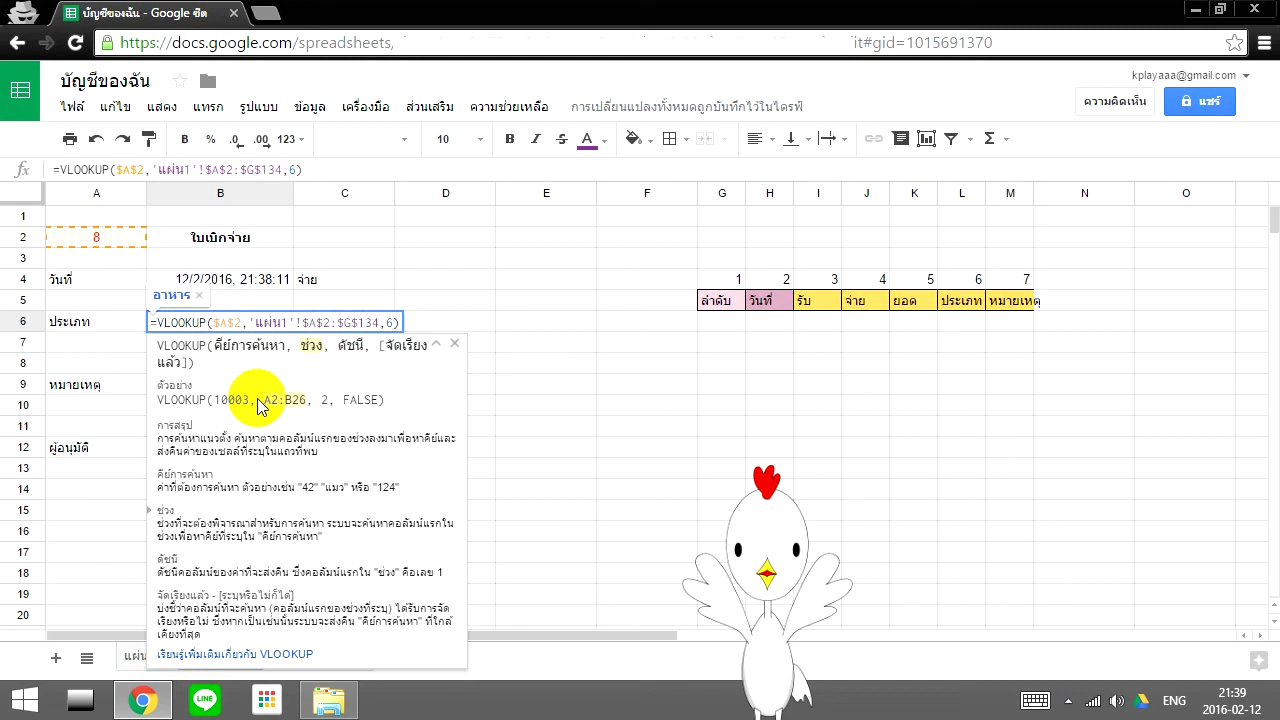 บัญชีของฉัน - Google ชีต
https://docs.google.com/spreadsheets, edit#gid=1015691370
บัญชีของฉัน
kplayaaa@gmail.com
ไฟล์ แก้ไข แสดง แทรก รูปแบบ ข้อมูล เครื่องมือ ส่วนเสริม ความช่วยเหลือ การเปลี่ยนแปลงทั้งหมดถูกบันทึกไว้ในไดรฟ์
ความคิดเห็น แชร์
B % .0 .00 123 10 B I S A Σ
fx =VLOOKUP($A$2,'แผ่น1'!$A$2:$G$134,6)
A B C D E F G H I J K L M N O
1
2 8 ใบเบิกจ่าย
3
4 วันที่ 12/2/2016, 21:38:11 จ่าย 1 2 3 4 5 6 7
อาหาร ×
5 ลำดับ วันที่ รับ จ่าย ยอด ประเภท หมายเหตุ
6 ประเภท =VLOOKUP($A$2,'แผ่น1'!$A$2:$G$134,6)
7
VLOOKUP(คีย์การค้นหา, ช่วง, ดัชนี, [จัดเรียง
แล้ว])
8
9 หมายเหตุ
ตัวอย่าง
VLOOKUP(10003, A2:B26, 2, FALSE)
10
11
การสรุป
การค้นหาแนวตั้ง ค้นหาตามคอลัมน์แรกของช่วงลงมาเพื่อหาคีย์และ
ส่งคืนค่าของเซลล์ที่ระบุในแถวที่พบ
12 ผู้อนุมัติ
13
คีย์การค้นหา
ค่าที่ต้องการค้นหา ตัวอย่างเช่น "42" "แมว" หรือ "124"
14
15
ช่วง
ช่วงที่จะต้องพิจารณาสำหรับการค้นหา ระบบจะค้นหาคอลัมน์แรกใน
ช่วงเพื่อหาคีย์ที่ระบุใน "คีย์การค้นหา"
16
17
ดัชนี
ดัชนีคอลัมน์ของค่าที่จะส่งคืน ซึ่งคอลัมน์แรกใน "ช่วง" คือเลข 1
18
19
จัดเรียงแล้ว - [ระบุหรือไม่ก็ได้]
บ่งชี้ว่าคอลัมน์ที่จะค้นหา (คอลัมน์แรกของช่วงที่ระบุ) ได้รับการจัด
เรียงหรือไม่ ซึ่งหากเป็นเช่นนั้นระบบจะส่งคืน "คีย์การค้นหา" ที่ใกล้
เคียงที่สุด
20
เรียนรู้เพิ่มเติมเกี่ยวกับ VLOOKUP
แผ่น
LINE
ENG
21:39
2016-02-12